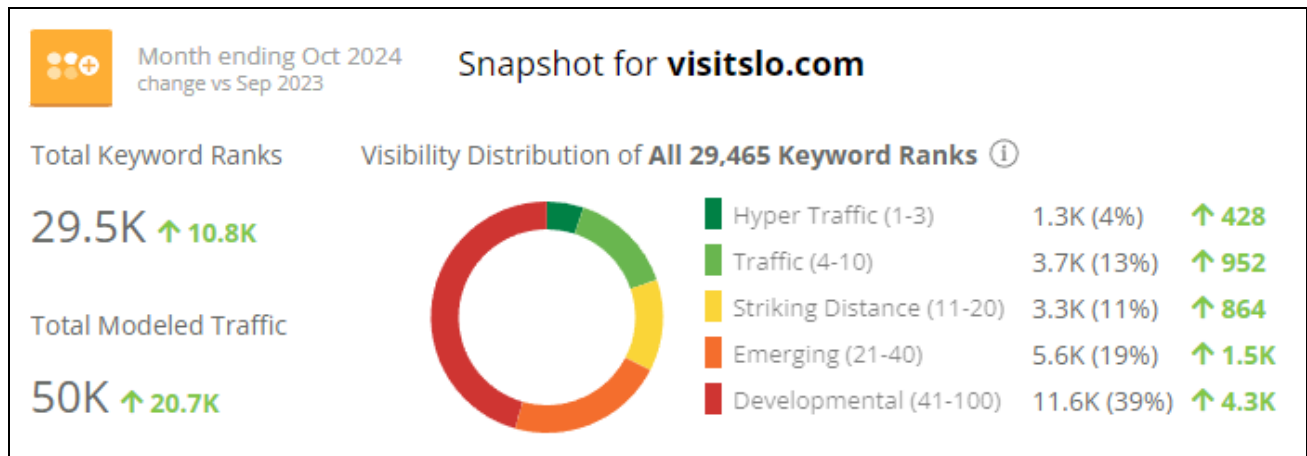 Month ending Oct 2024
change vs Sep 2023
Snapshot for visitslo.com
Total Keyword Ranks
29.5K ↑ 10.8K
Total Modeled Traffic
50K ↑ 20.7K
Visibility Distribution of All 29,465 Keyword Ranks ⓘ
Hyper Traffic (1-3) 1.3K (4%) ↑ 428
Traffic (4-10) 3.7K (13%) ↑ 952
Striking Distance (11-20) 3.3K (11%) ↑ 864
Emerging (21-40) 5.6K (19%) ↑ 1.5K
Developmental (41-100) 11.6K (39%) ↑ 4.3K